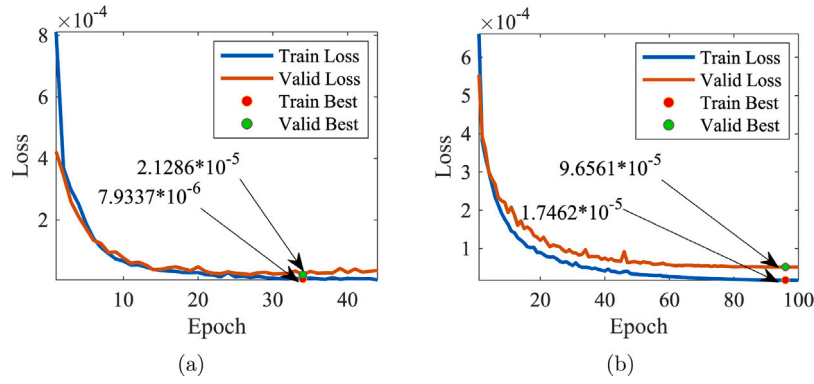 ×10⁻⁴
8
6
4
2
Loss
Train Loss
Valid Loss
Train Best
Valid Best
2.1286*10⁻⁵
7.9337*10⁻⁶
10
20
30
40
Epoch
(a)
×10⁻⁴
6
5
4
3
2
1
Loss
Train Loss
Valid Loss
Train Best
Valid Best
9.6561*10⁻⁵
1.7462*10⁻⁵
20
40
60
80
100
Epoch
(b)